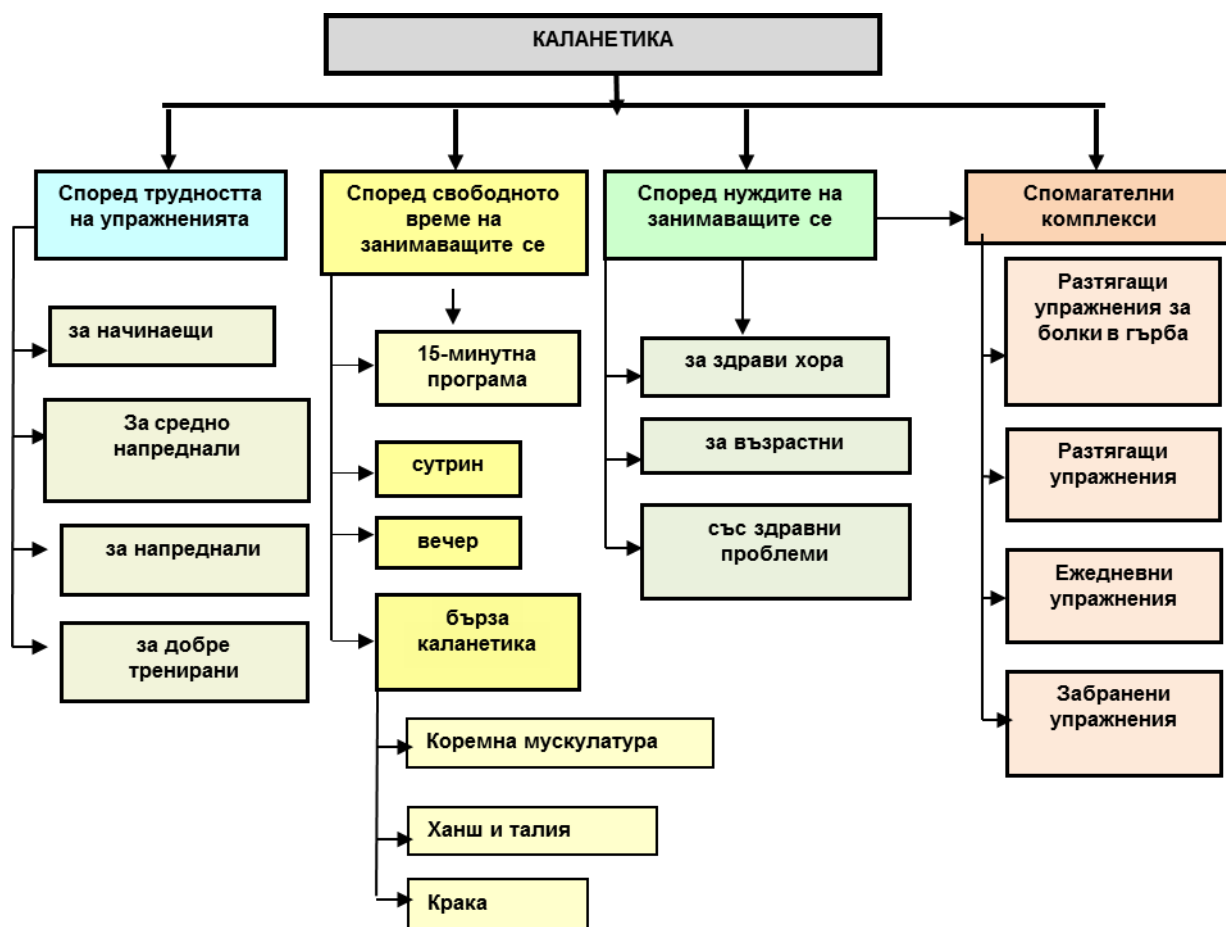 КАЛАНЕТИКА
Според трудността
на упражненията
за начинаещи
За средно
напреднали
за напреднали
за добре
тренирани
Според свободното
време на
занимаващите се
15-минутна
програма
сутрин
вечер
бърза
каланетика
Коремна мускулатура
Ханш и талия
Крака
Според нуждите на
занимаващите се
за здрави хора
за възрастни
със здравни
проблеми
Спомагателни
комплекси
Разтягащи
упражнения за
болки в гърба
Разтягащи
упражнения
Ежедневни
упражнения
Забранени
упражнения